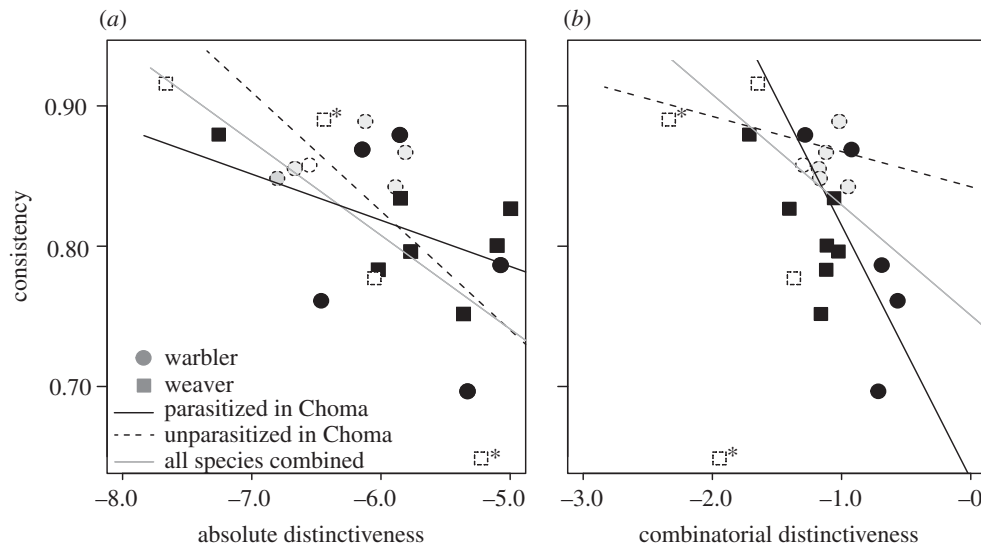 (a)
(b)
consistency
0.90
0.80
0.70
*
*
warbler
weaver
parasitized in Choma
unparasitized in Choma
all species combined
–8.0 –7.0 –6.0 –5.0
absolute distinctiveness
*
*
–3.0 –2.0 –1.0 –0
combinatorial distinctiveness